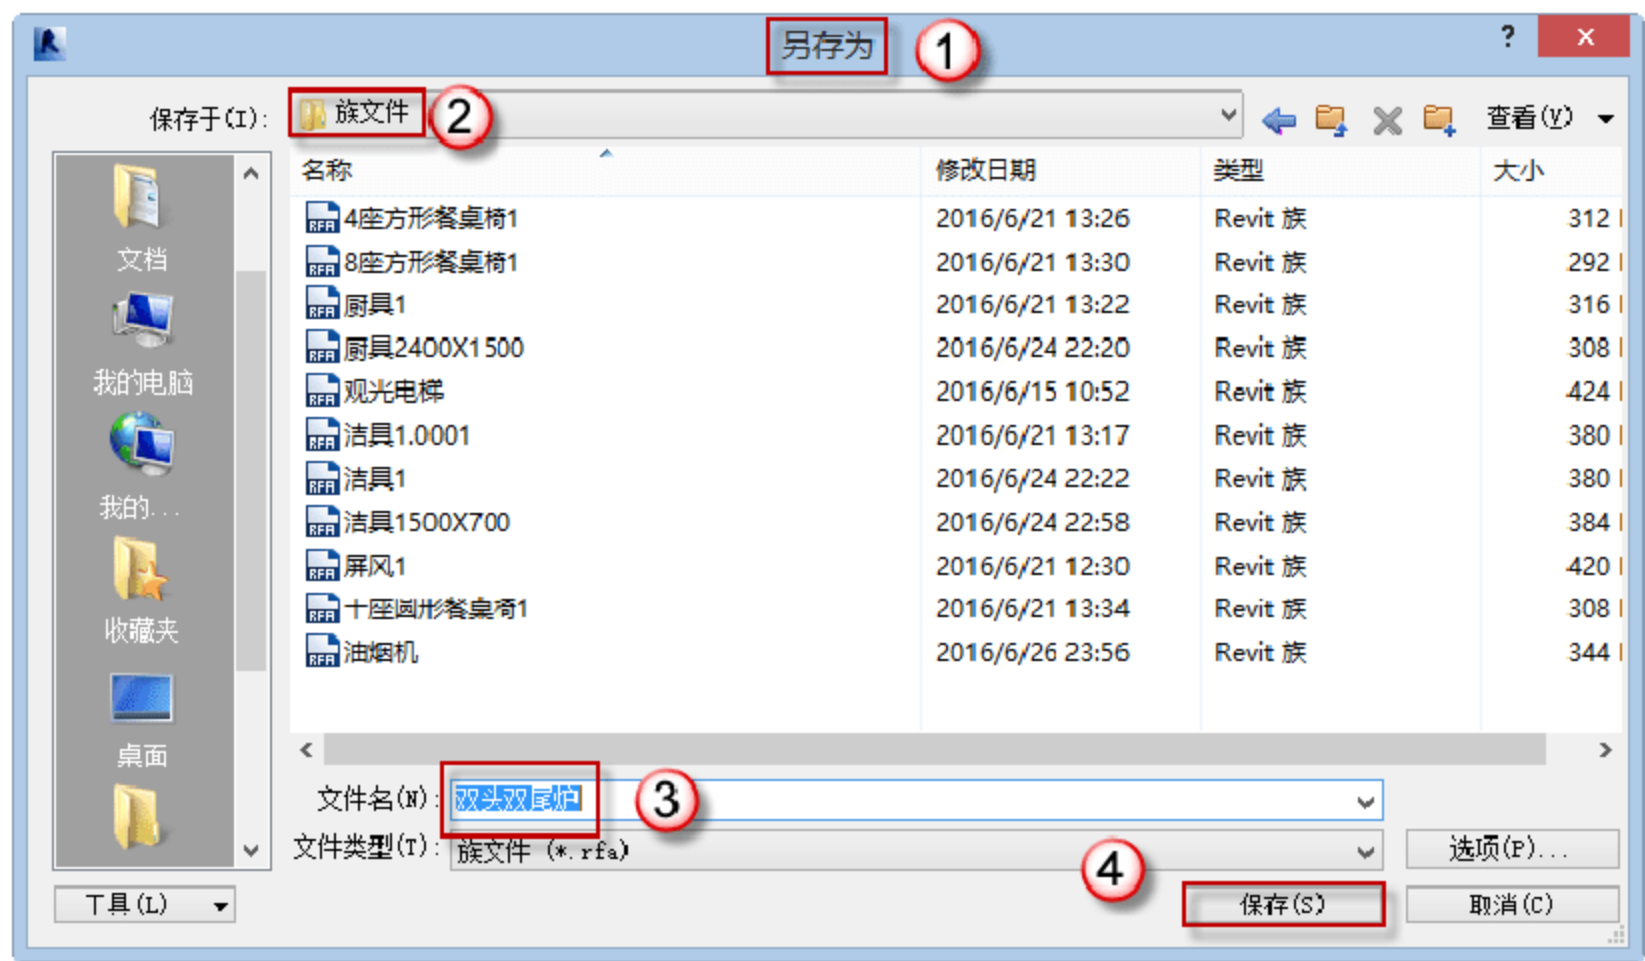 另存为 1 ?
保存于(I): 族文件 2 查看(V)
名称 修改日期 类型 大小
4座方形餐桌椅1 2016/6/21 13:26 Revit 族 312
8座方形餐桌椅1 2016/6/21 13:30 Revit 族 292
厨具1 2016/6/21 13:22 Revit 族 316
厨具2400X1500 2016/6/24 22:20 Revit 族 308
观光电梯 2016/6/15 10:52 Revit 族 424
洁具1.0001 2016/6/21 13:17 Revit 族 380
洁具1 2016/6/24 22:22 Revit 族 380
洁具1500X700 2016/6/24 22:58 Revit 族 384
屏风1 2016/6/21 12:30 Revit 族 420
十座圆形餐桌椅1 2016/6/21 13:34 Revit 族 308
油烟机 2016/6/26 23:56 Revit 族 344
文档
我的电脑
我的...
收藏夹
桌面
文件名(N): 双头双尾炉 3
文件类型(T): 族文件 (*.rfa) 4 选项(P)...
工具(L) 保存(S) 取消(C)